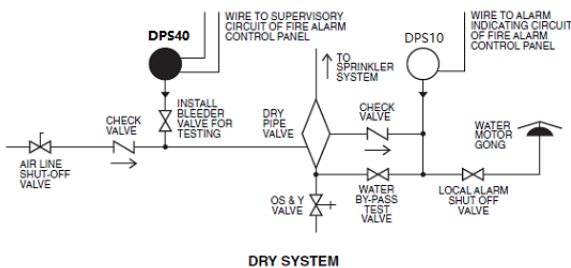 WIRE TO SUPERVISORY
CIRCUIT OF FIRE ALARM
CONTROL PANEL
DPS40
WIRE TO ALARM
INDICATING CIRCUIT
OF FIRE ALARM
CONTROL PANEL
DPS10
TO
SPRINKLER
SYSTEM
INSTALL
BLEEDER
VALVE FOR
TESTING
CHECK
VALVE
DRY
PIPE
VALVE
CHECK
VALVE
WATER
MOTOR
GONG
AIR LINE
SHUT-OFF
VALVE
OS & Y
VALVE
WATER
BY-PASS
TEST
VALVE
LOCAL ALARM
SHUT OFF
VALVE
DRY SYSTEM